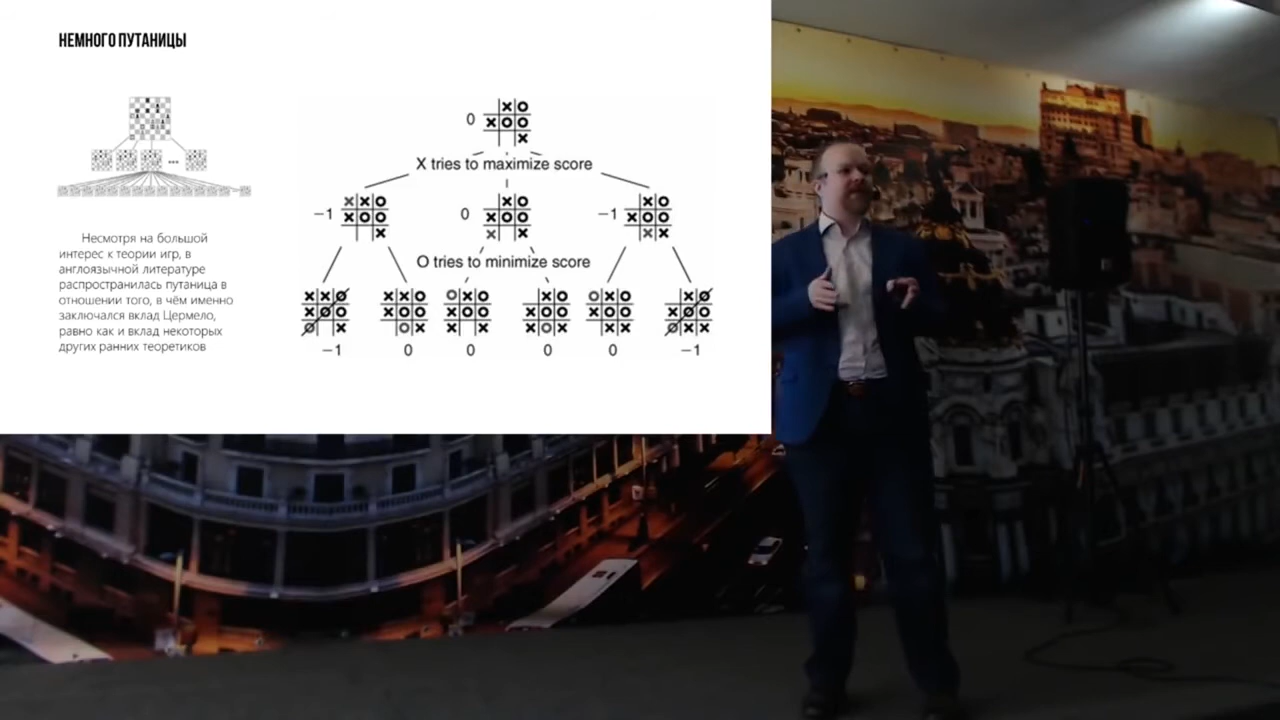 НЕМНОГО ПУТАНИЦЫ
Несмотря на большой
интерес к теории игр, в
англоязычной литературе
распространилась путаница в
отношении того, в чём именно
заключался вклад Цермело,
равно как и вклад некоторых
других ранних теоретиков
0
X tries to maximize score
−1
0
−1
O tries to minimize score
−1
0
0
0
0
−1